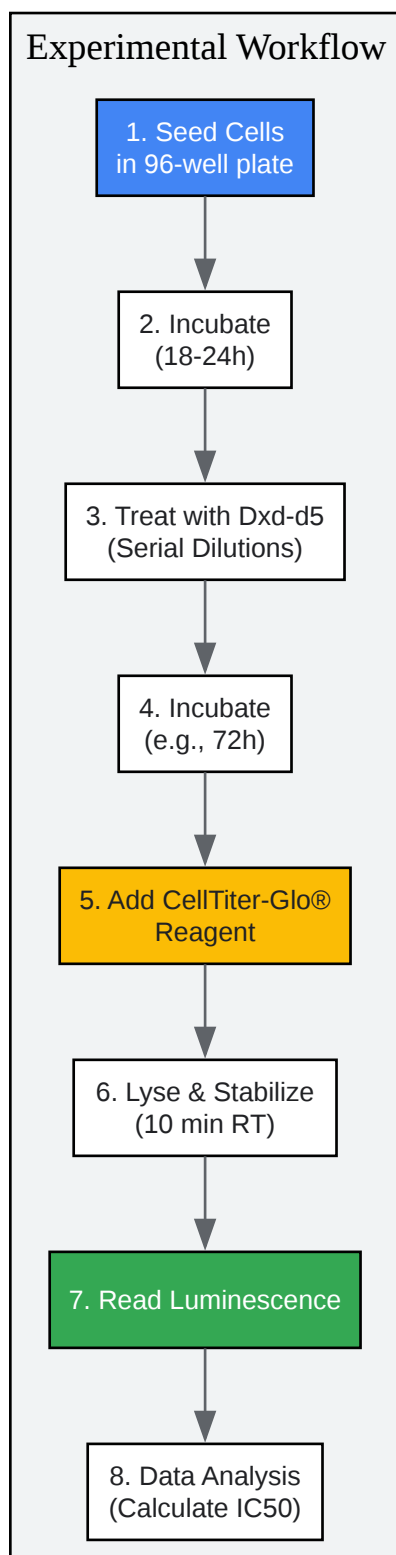 Experimental Workflow
1. Seed Cells
in 96-well plate
2. Incubate
(18-24h)
3. Treat with Dxd-d5
(Serial Dilutions)
4. Incubate
(e.g., 72h)
5. Add CellTiter-Glo®
Reagent
6. Lyse & Stabilize
(10 min RT)
7. Read Luminescence
8. Data Analysis
(Calculate IC50)